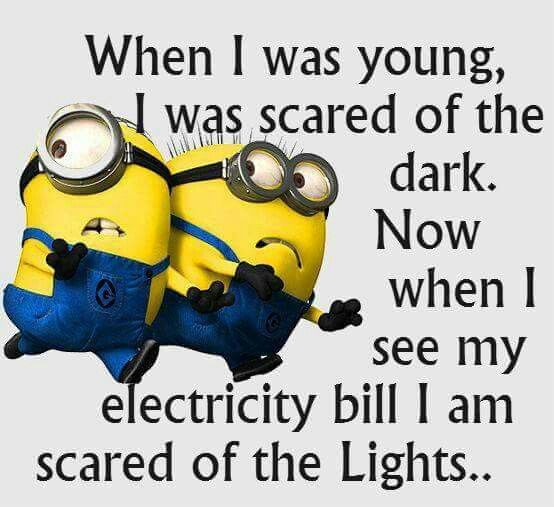 When I was young,
I was scared of the
dark.
Now
when I
see my
electricity bill I am
scared of the Lights..